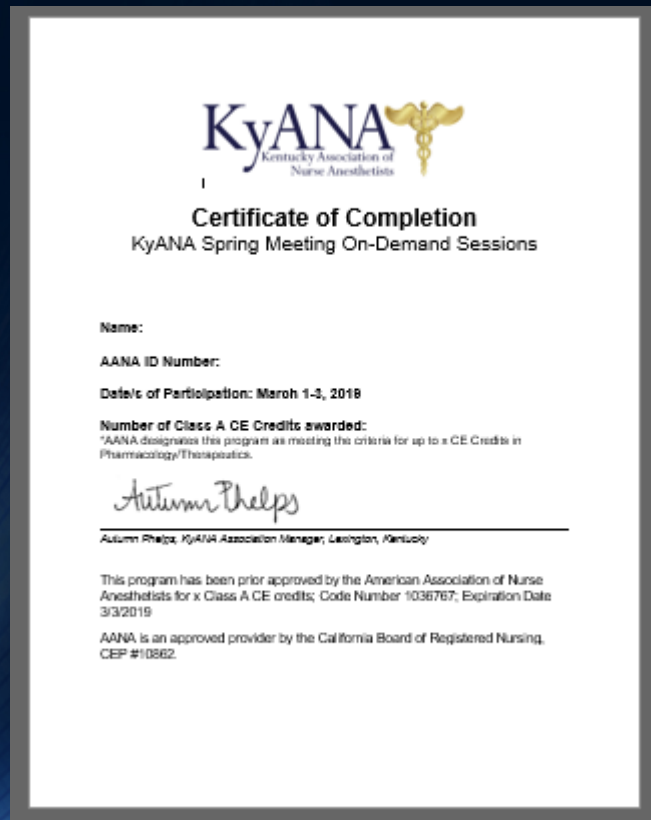 KyANA
Kentucky Association of
Nurse Anesthetists
Certificate of Completion
KyANA Spring Meeting On-Demand Sessions
Name:
AANA ID Number:
Date/s of Participation: March 1-3, 2019
Number of Class A CE Credits awarded:
*AANA designates this program as meeting the criteria for up to x CE Credits in
Pharmacology/Therapeutics.
Autumn Phelps
Autumn Phelps, KyANA Association Manager, Lexington, Kentucky
This program has been prior approved by the American Association of Nurse
Anesthetists for x Class A CE credits; Code Number 1036767; Expiration Date
3/3/2019
AANA is an approved provider by the California Board of Registered Nursing,
CEP #10862.